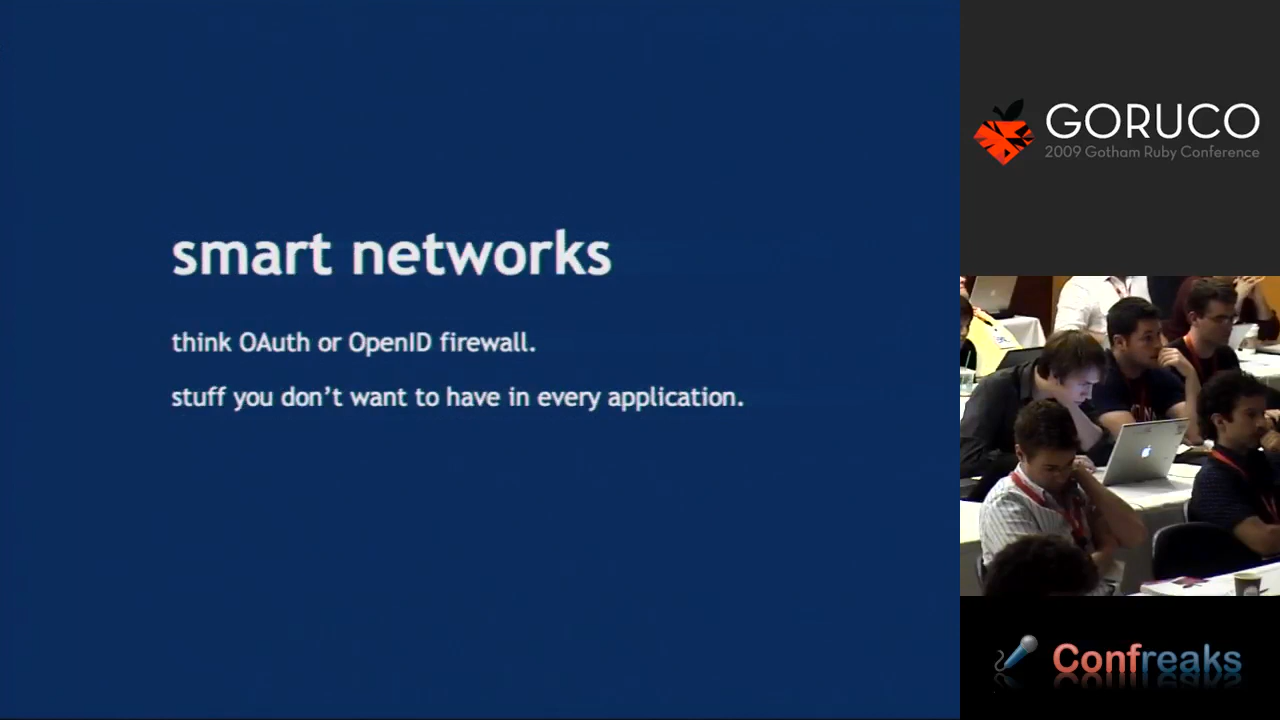 smart networks
think OAuth or OpenID firewall.
stuff you don't want to have in every application.
GORUCO
2009 Gotham Ruby Conference
Confreaks